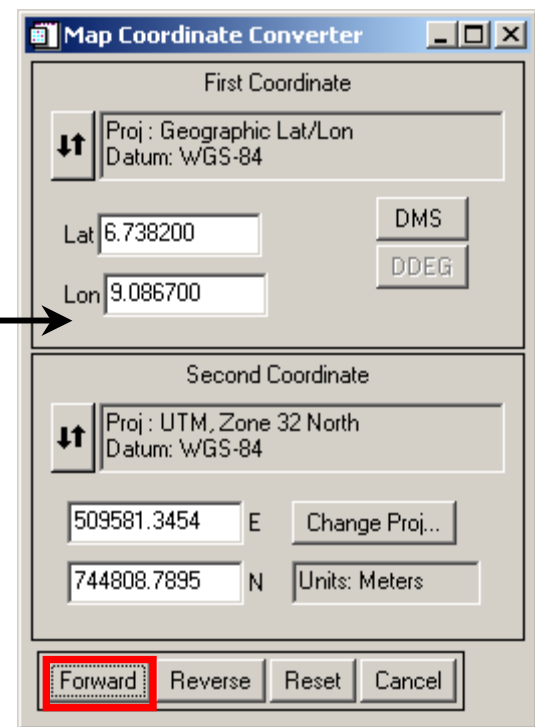 Map Coordinate Converter
First Coordinate
Proj : Geographic Lat/Lon
Datum: WGS-84
Lat 6.738200 DMS
DDEG
Lon 9.086700
Second Coordinate
Proj : UTM, Zone 32 North
Datum: WGS-84
509581.3454 E Change Proj...
744808.7895 N Units: Meters
Forward Reverse Reset Cancel